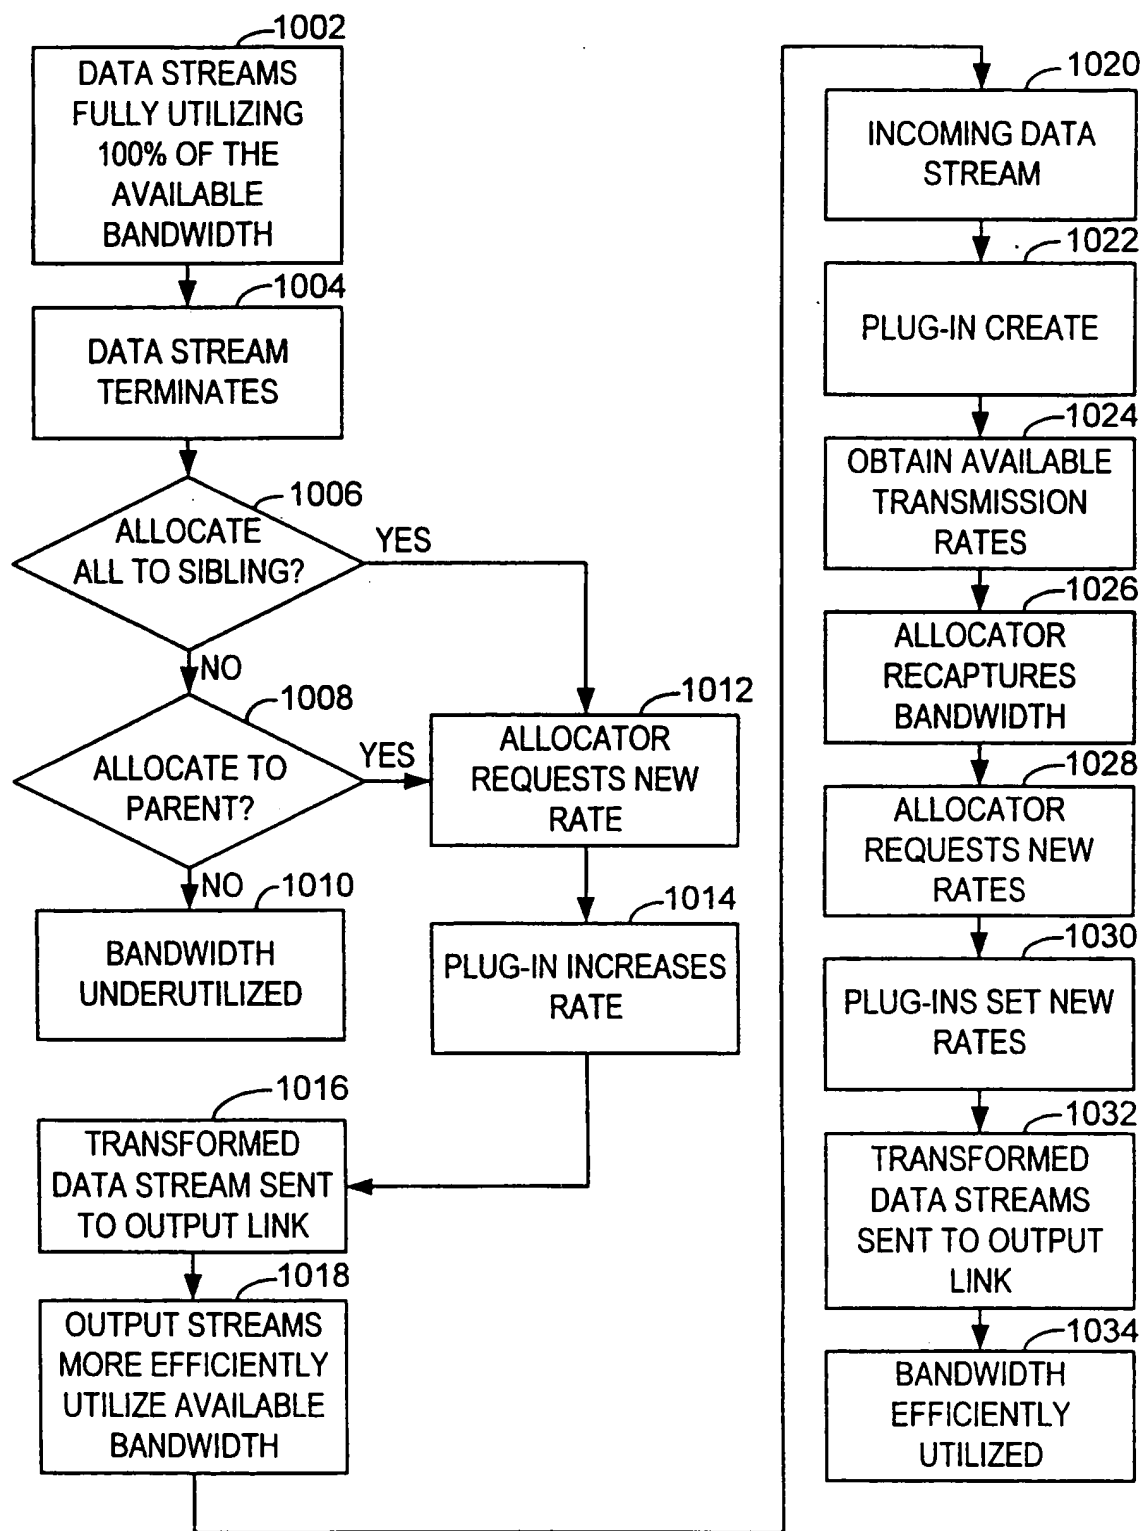 1002
DATA STREAMS
FULLY UTILIZING
100% OF THE
AVAILABLE
BANDWIDTH
1004
DATA STREAM
TERMINATES
1006
ALLOCATE
ALL TO SIBLING?
YES
NO
1008
ALLOCATE TO
PARENT?
YES
NO
1010
BANDWIDTH
UNDERUTILIZED
1012
ALLOCATOR
REQUESTS NEW
RATE
1014
PLUG-IN INCREASES
RATE
1016
TRANSFORMED
DATA STREAM SENT
TO OUTPUT LINK
1018
OUTPUT STREAMS
MORE EFFICIENTLY
UTILIZE AVAILABLE
BANDWIDTH
1020
INCOMING DATA
STREAM
1022
PLUG-IN CREATE
1024
OBTAIN AVAILABLE
TRANSMISSION
RATES
1026
ALLOCATOR
RECAPTURES
BANDWIDTH
1028
ALLOCATOR
REQUESTS NEW
RATES
1030
PLUG-INS SET NEW
RATES
1032
TRANSFORMED
DATA STREAMS
SENT TO OUTPUT
LINK
1034
BANDWIDTH
EFFICIENTLY
UTILIZED